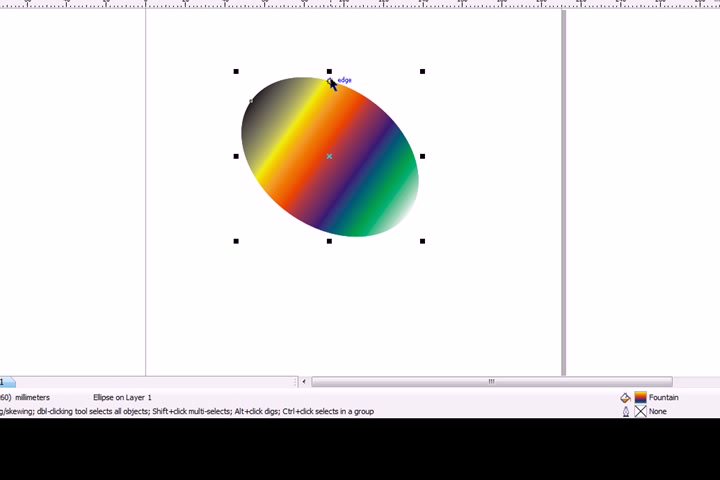 edge
1
60) millimeters Ellipse on Layer 1 Fountain
g/skewing; dbl-clicking tool selects all objects; Shift+click multi-selects; Alt+click digs; Ctrl+click selects in a group None